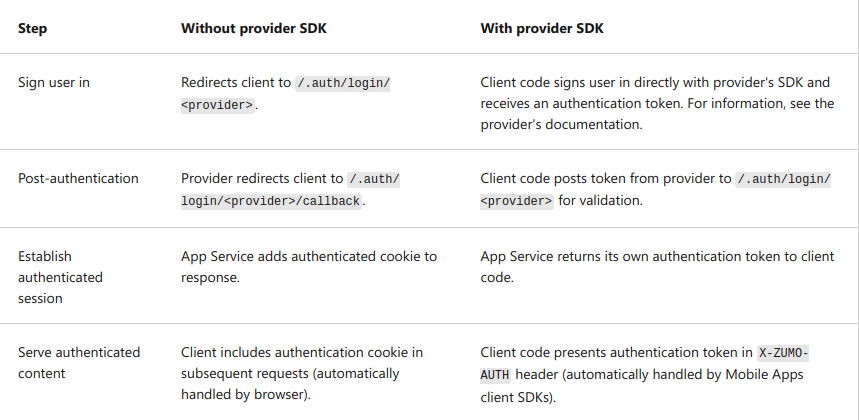 Step Without provider SDK With provider SDK
Sign user in
Redirects client to /.auth/login/
<provider>.
Client code signs user in directly with provider's SDK and
receives an authentication token. For information, see the
provider's documentation.
Post-authentication
Provider redirects client to /.auth/
login/<provider>/callback.
Client code posts token from provider to /.auth/login/
<provider> for validation.
Establish
authenticated
session
App Service adds authenticated cookie to
response.
App Service returns its own authentication token to client
code.
Serve authenticated
content
Client includes authentication cookie in
subsequent requests (automatically
handled by browser).
Client code presents authentication token in X-ZUMO-
AUTH header (automatically handled by Mobile Apps
client SDKs).